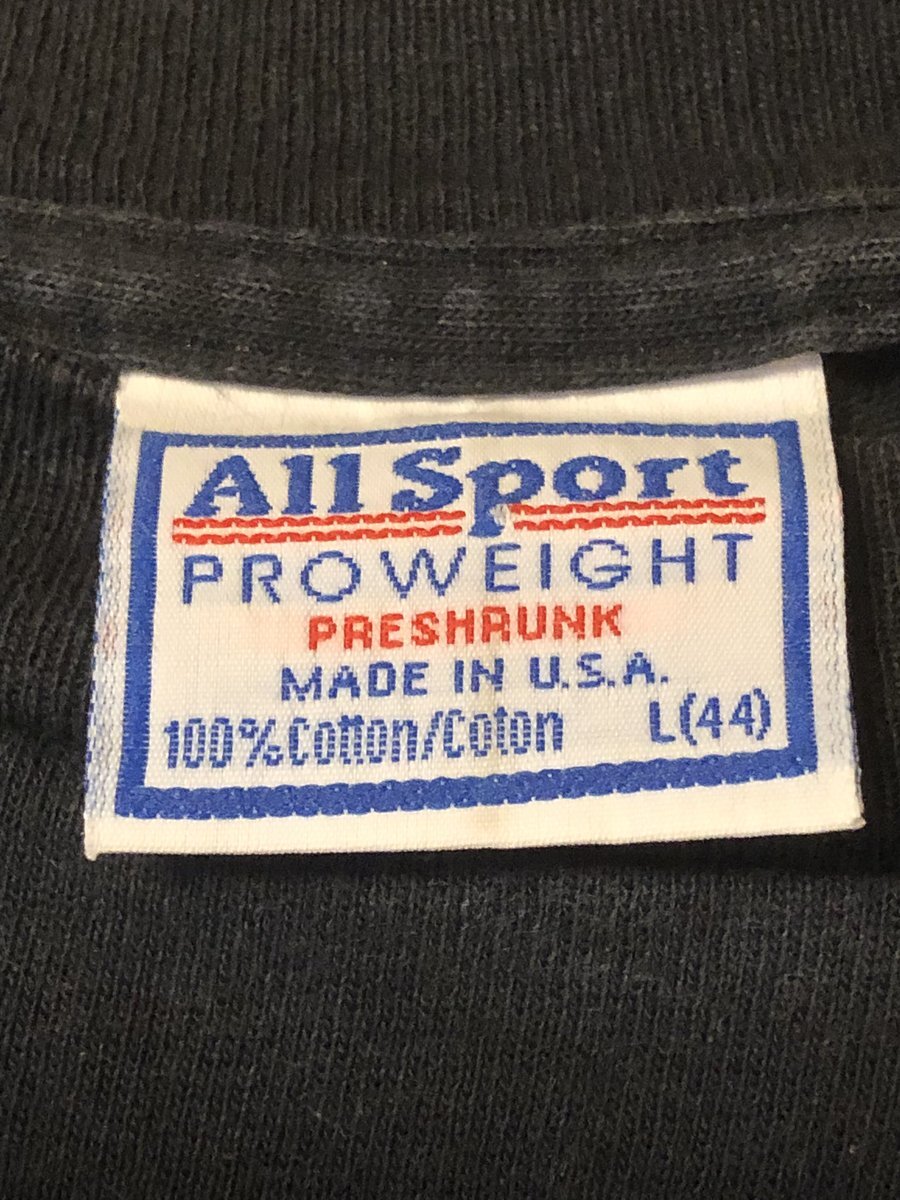 All Sport
PROWEIGHT
PRESHRUNK
MADE IN U.S.A.
100% Cotton/Coton L(44)